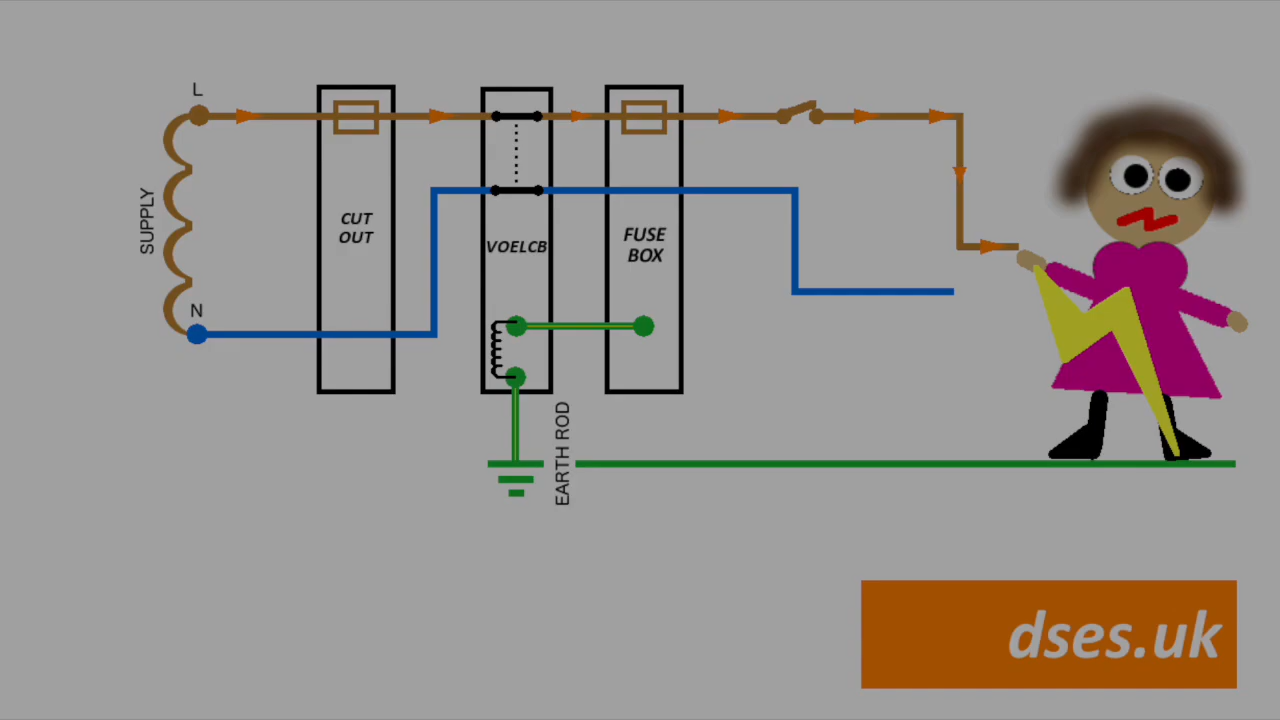 L
SUPPLY
N
CUT
OUT
VOELCB
FUSE
BOX
EARTH ROD
dses.uk